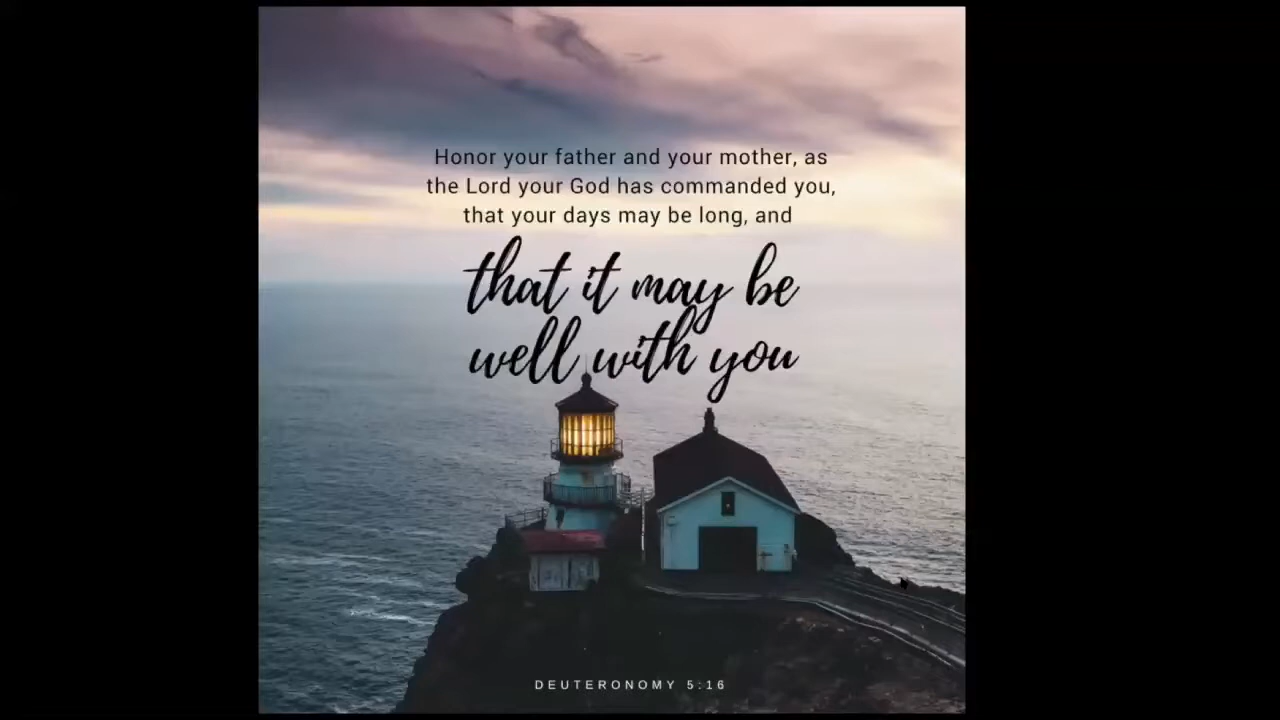 Honor your father and your mother, as
the Lord your God has commanded you,
that your days may be long, and
that it may be
well with you
DEUTERONOMY 5:16